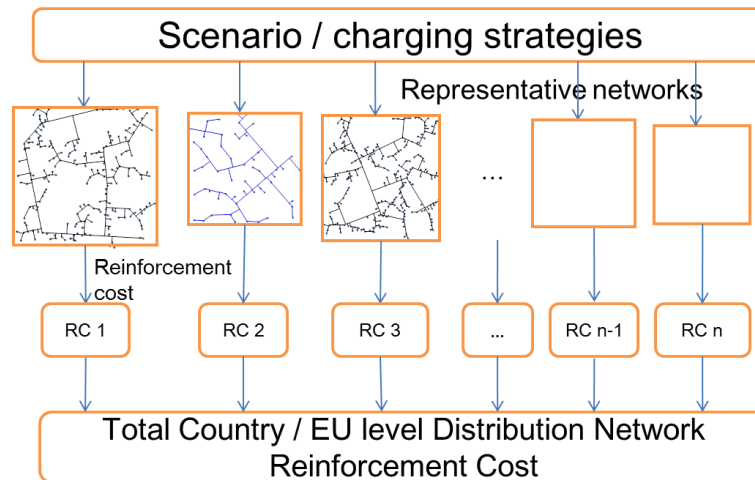 Scenario / charging strategies
Representative networks
...
Reinforcement
cost
RC 1
RC 2
RC 3
...
RC n-1
RC n
Total Country / EU level Distribution Network
Reinforcement Cost